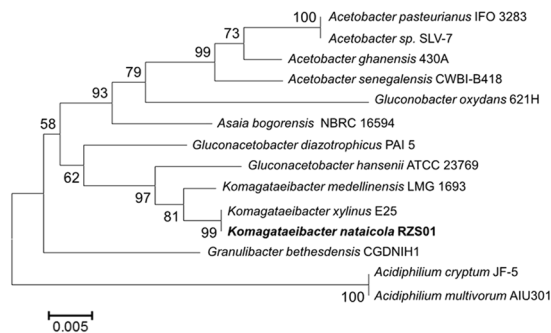 100 Acetobacter pasteurianus IFO 3283
73
Acetobacter sp. SLV-7
99
Acetobacter ghanensis 430A
79
Acetobacter senegalensis CWBI-B418
93
Gluconobacter oxydans 621H
58
Asaia bogorensis NBRC 16594
Gluconacetobacter diazotrophicus PAI 5
62
Gluconacetobacter hansenii ATCC 23769
97
Komagataeibacter medellinensis LMG 1693
81
Komagataeibacter xylinus E25
99
Komagataeibacter nataicola RZS01
Granulibacter bethesdensis CGDNIH1
Acidiphilium cryptum JF-5
100
Acidiphilium multivorum AIU301
0.005